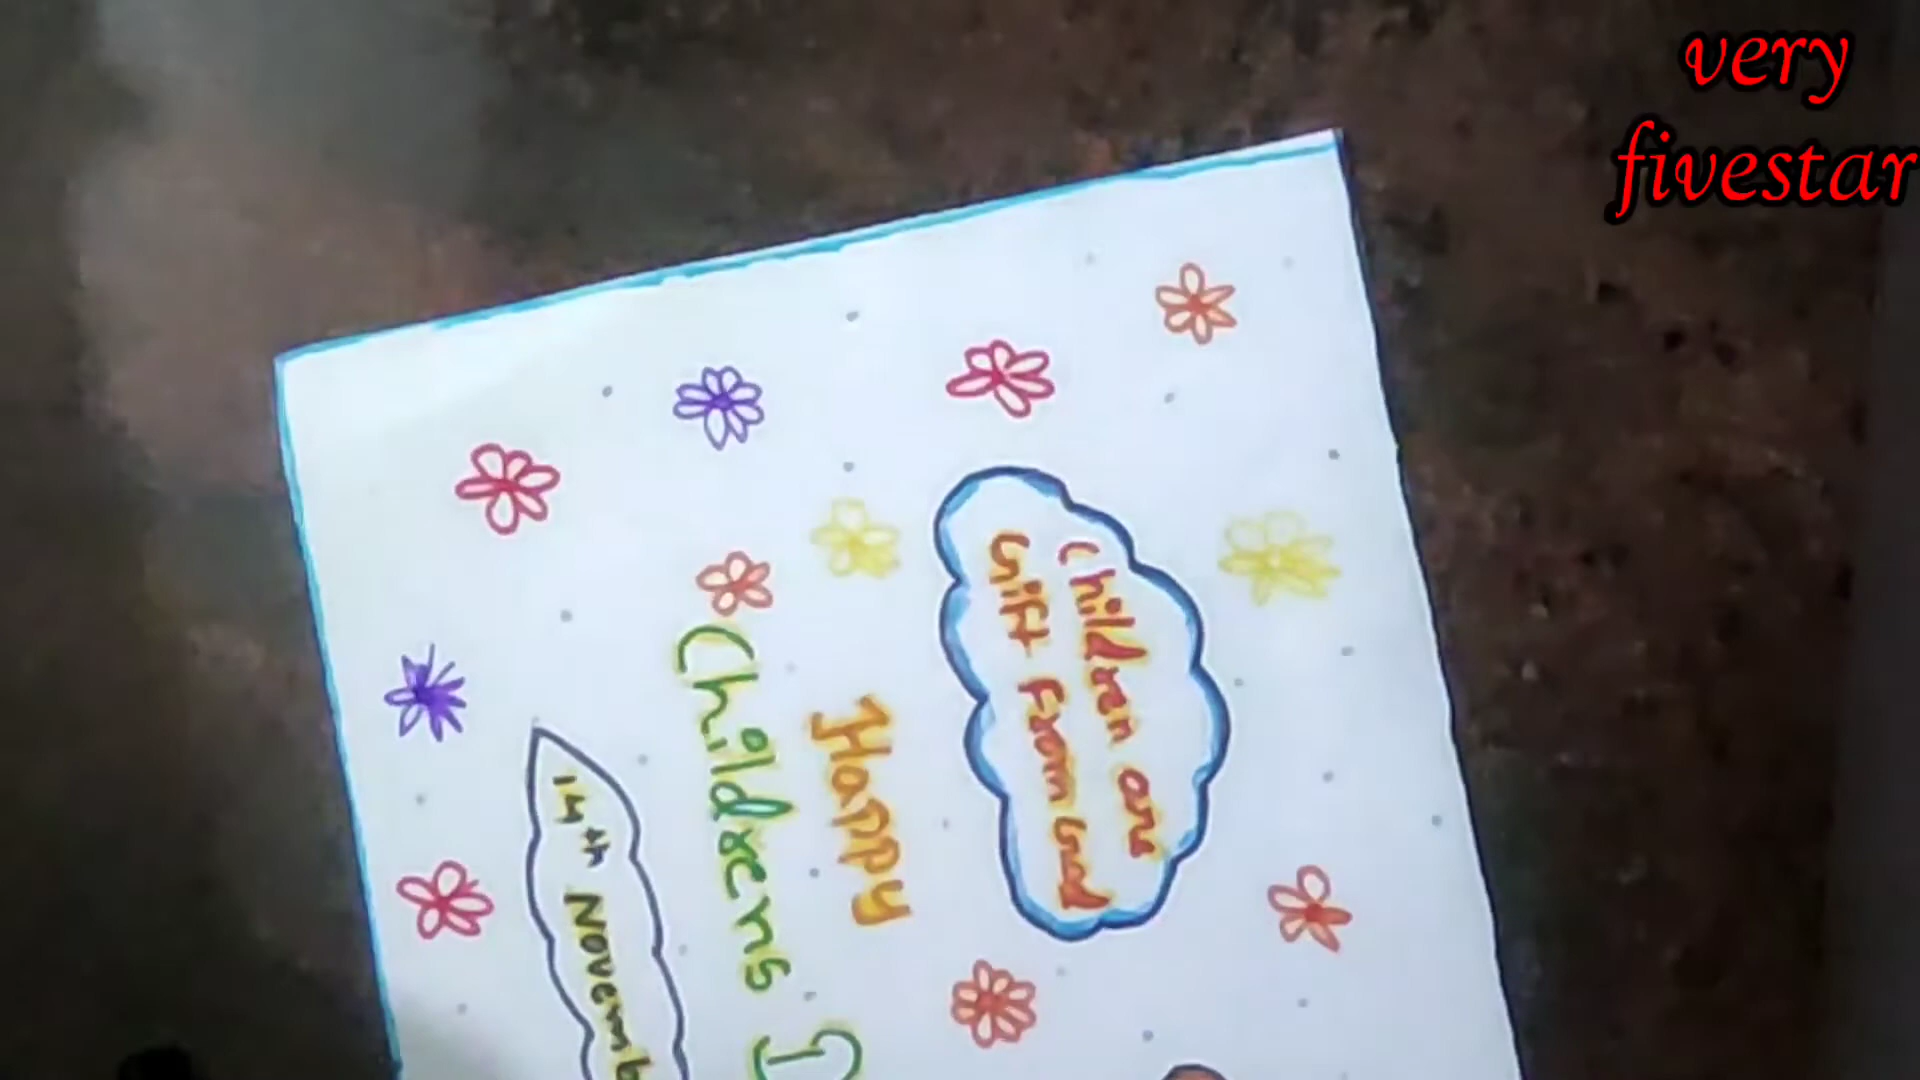 very
fivestar
Children are
Gift From God
Happy
Childrens D
14th Novemb